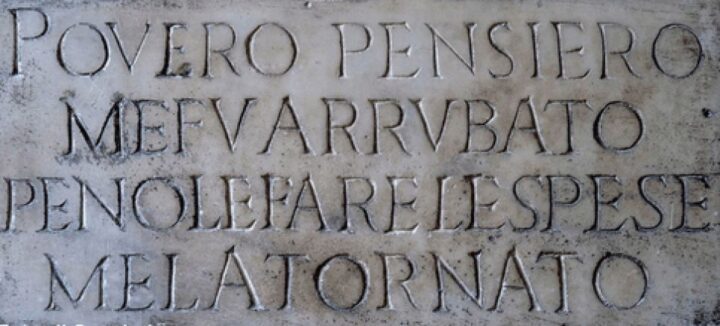 POVERO PENSIERO
MEFVARRVBATO
PENOLEFARELESPESE
MELATORNATO